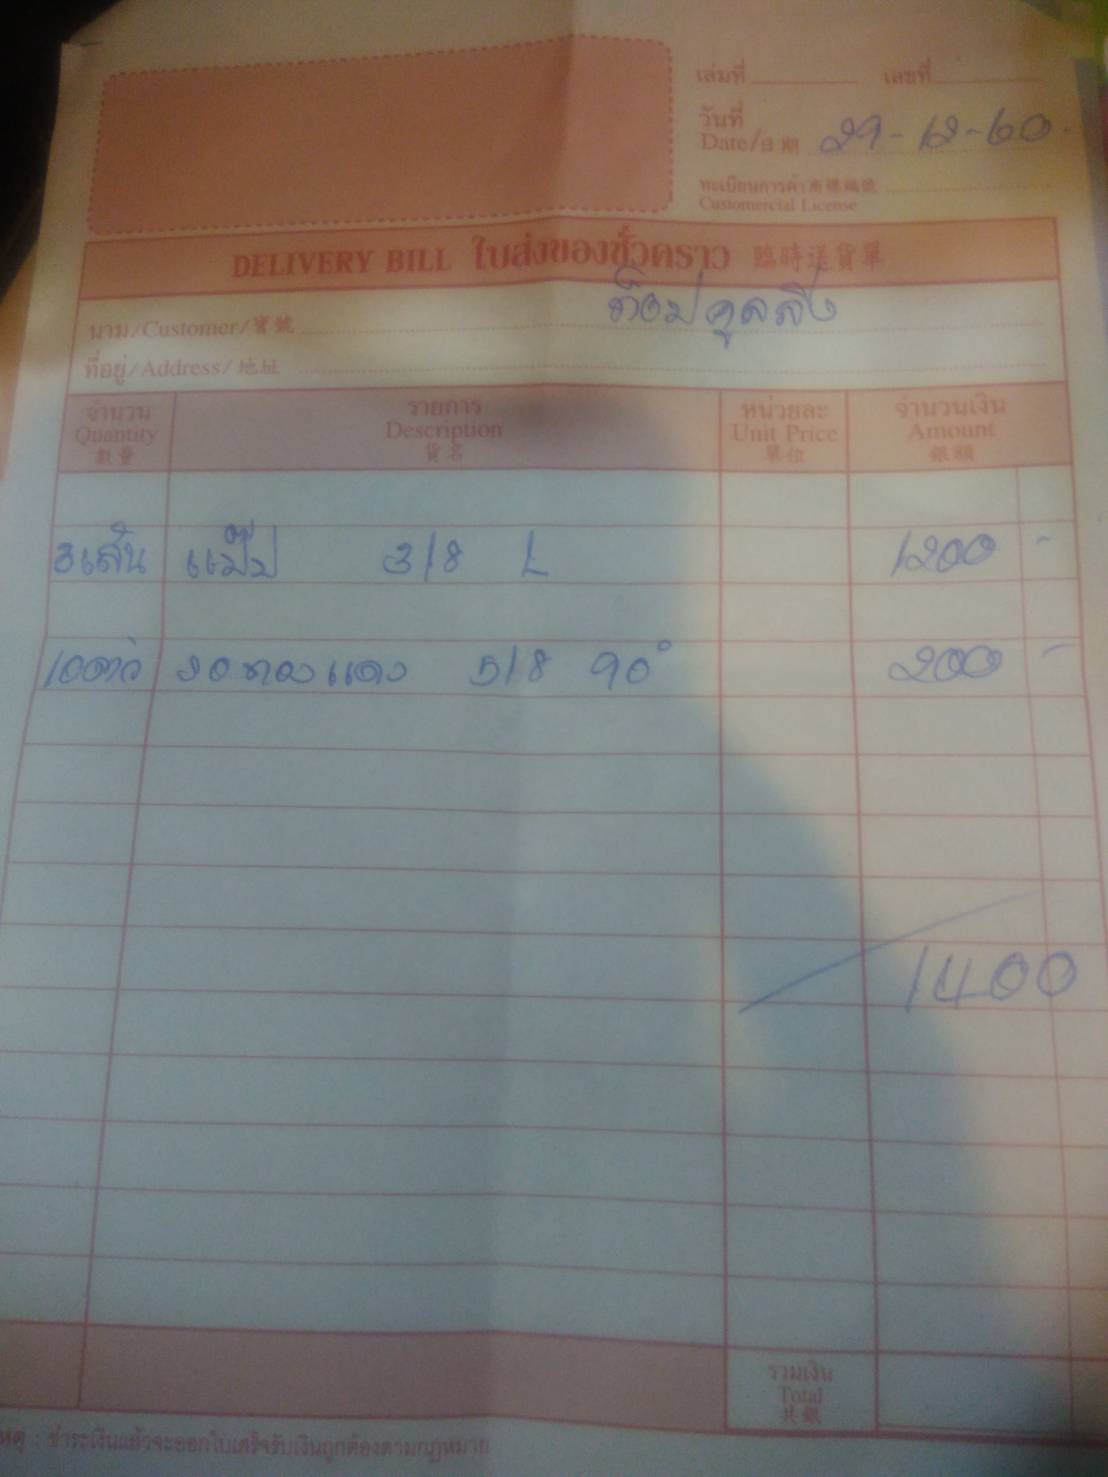 เล่มที่ เลขที่
วันที่
Date/日期 29-12-60
ทะเบียนการค้า/商標編號
Customercial License
DELIVERY BILL ใบส่งของชั่วคราว 臨時送貨單
นาม/Customer/寶號 ท็อปคูลลิ่ง
ที่อยู่/Address/地址
จำนวน รายการ หน่วยละ จำนวนเงิน
Quantity Description Unit Price Amount
數量 貨名 單位 銀額
3เส้น แป๊ป 3/8 L 1200 -
10ตัว งอทองแดง 5/8 90° 200 -
1400
รวมเงิน
Total
共銀
เหตุ : ชำระเงินแล้วจะออกใบเสร็จรับเงินถูกต้องตามกฎหมาย